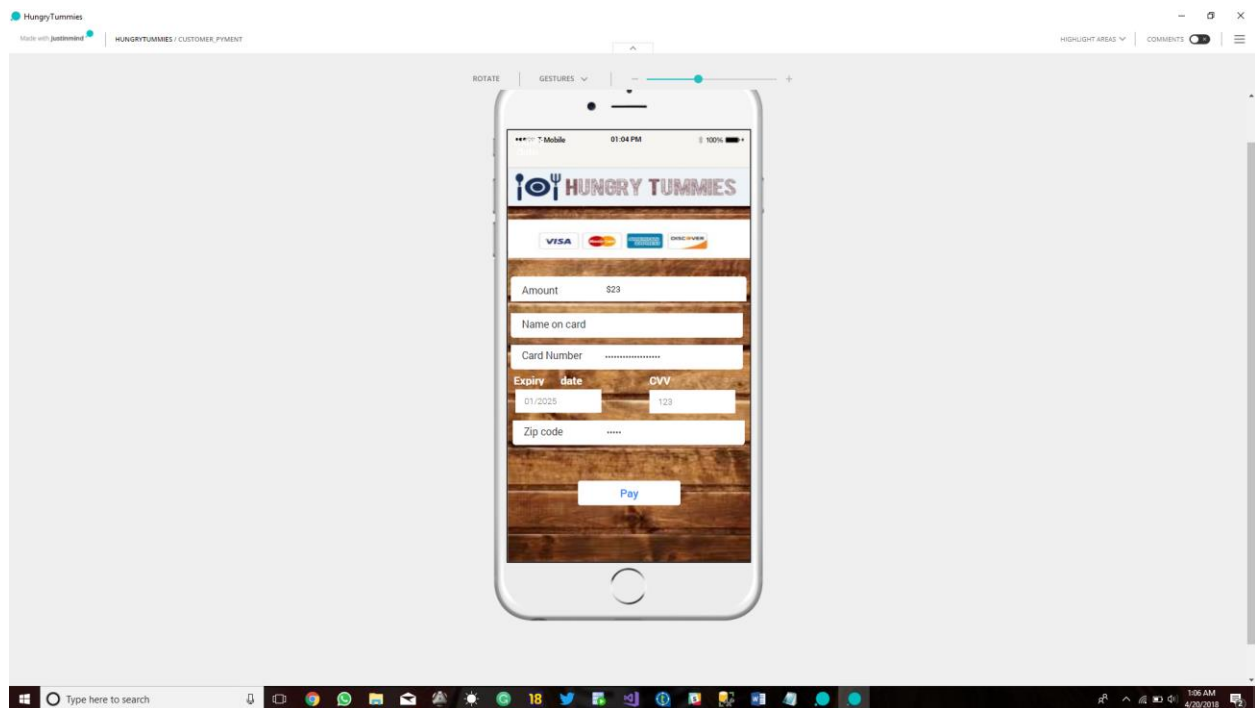 HungryTummies
Made with justinmind
HUNGRYTUMMIES / CUSTOMER_PYMENT
HIGHLIGHT AREAS
COMMENTS
ROTATE
GESTURES
T-Mobile 01:04 PM 100%
HUNGRY TUMMIES
VISA
DISCOVER
Amount $23
Name on card
Card Number ..................
Expiry date CVV
01/2025 123
Zip code .....
Pay
Type here to search
18
1:06 AM
4/20/2018